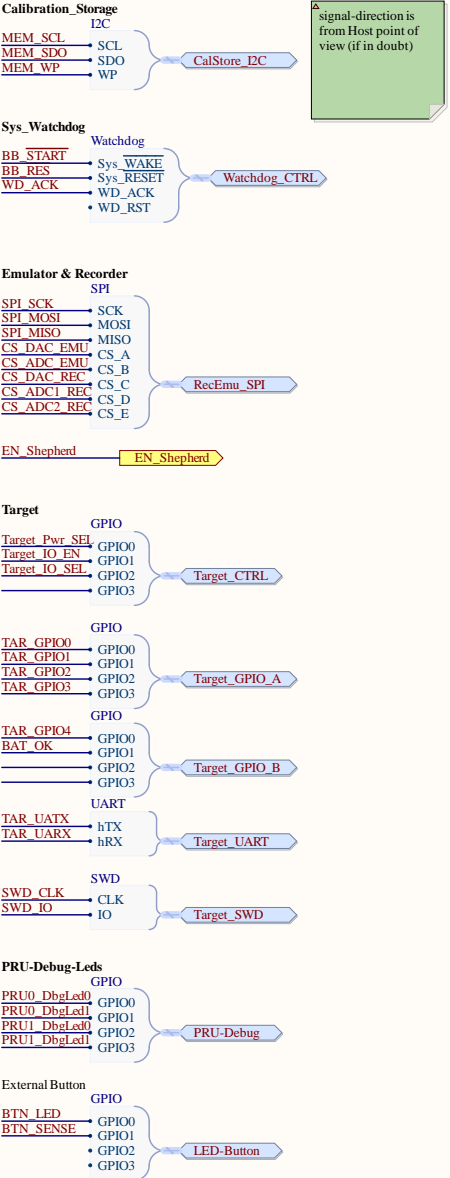 Calibration_Storage
I2C
MEM_SCL
SCL
MEM_SDO
SDO
MEM_WP
WP
CalStore_I2C
signal-direction is
from Host point of
view (if in doubt)
Sys_Watchdog
Watchdog
BB_START
Sys_WAKE
BB_RES
Sys_RESET
WD_ACK
WD_ACK
WD_RST
Watchdog_CTRL
Emulator & Recorder
SPI
SPI_SCK
SCK
SPI_MOSI
MOSI
SPI_MISO
MISO
CS_DAC_EMU
CS_A
CS_ADC_EMU
CS_B
CS_DAC_REC
CS_C
CS_ADC1_REC
CS_D
CS_ADC2_REC
CS_E
RecEmu_SPI
EN_Shepherd
EN_Shepherd
Target
GPIO
Target_Pwr_SEL
GPIO0
Target_IO_EN
GPIO1
Target_IO_SEL
GPIO2
GPIO3
Target_CTRL
GPIO
TAR_GPIO0
GPIO0
TAR_GPIO1
GPIO1
TAR_GPIO2
GPIO2
TAR_GPIO3
GPIO3
Target_GPIO_A
GPIO
TAR_GPIO4
GPIO0
BAT_OK
GPIO1
GPIO2
GPIO3
Target_GPIO_B
UART
TAR_UATX
hTX
TAR_UARX
hRX
Target_UART
SWD
SWD_CLK
CLK
SWD_IO
IO
Target_SWD
PRU-Debug-Leds
GPIO
PRU0_DbgLed0
GPIO0
PRU0_DbgLed1
GPIO1
PRU1_DbgLed0
GPIO2
PRU1_DbgLed1
GPIO3
PRU-Debug
External Button
GPIO
BTN_LED
GPIO0
BTN_SENSE
GPIO1
GPIO2
GPIO3
LED-Button